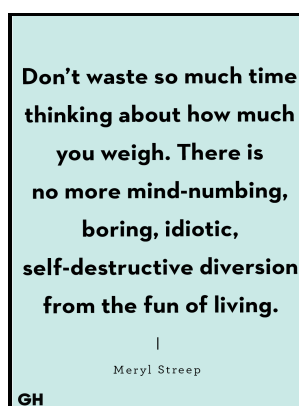 Don't waste so much time
thinking about how much
you weigh. There is
no more mind-numbing,
boring, idiotic,
self-destructive diversion
from the fun of living.
Meryl Streep
GH